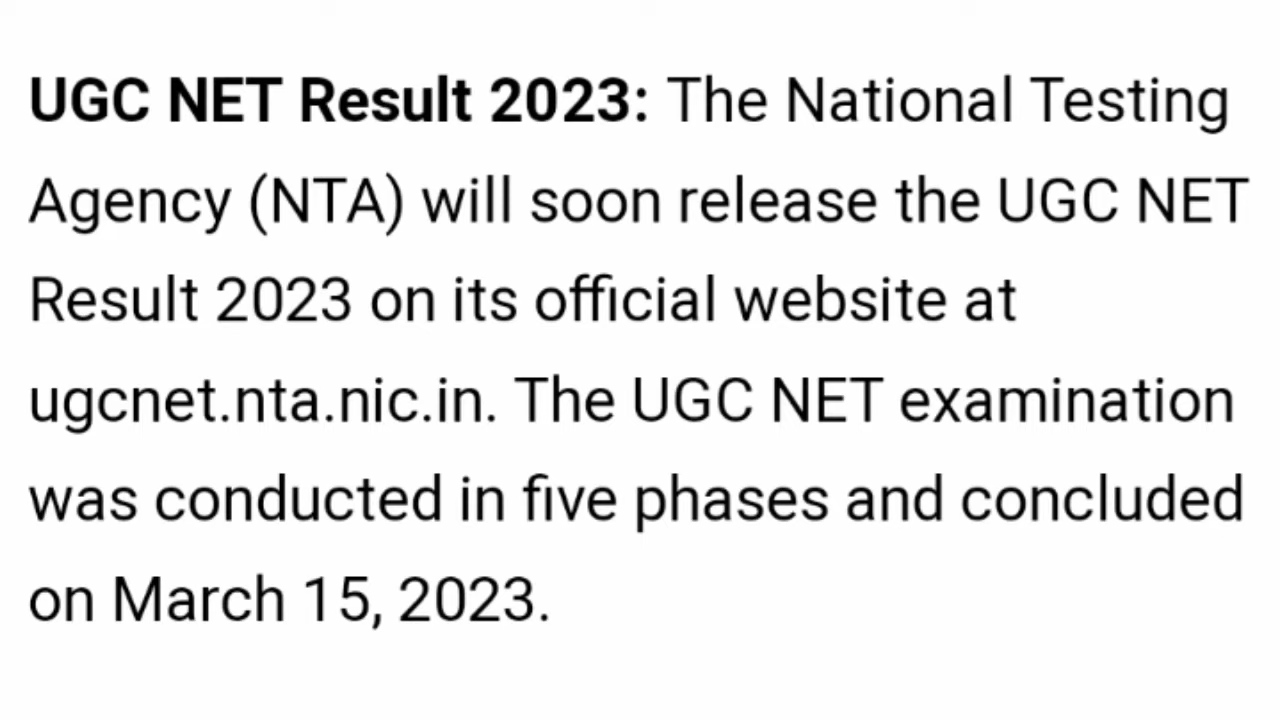 UGC NET Result 2023: The National Testing
Agency (NTA) will soon release the UGC NET
Result 2023 on its official website at
ugcnet.nta.nic.in. The UGC NET examination
was conducted in five phases and concluded
on March 15, 2023.